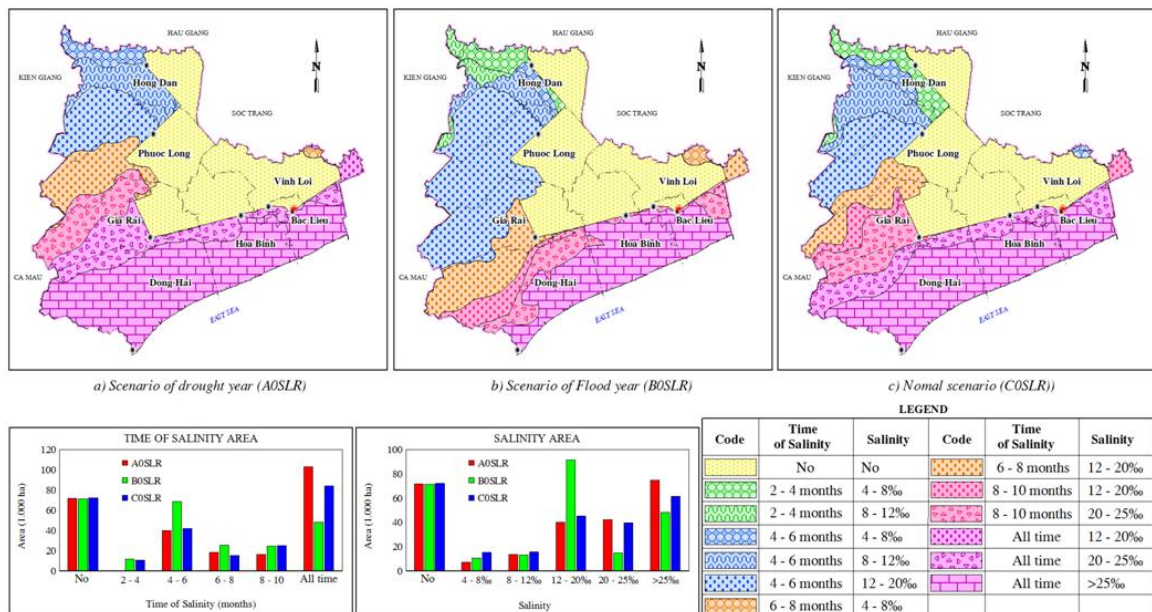 HAU GIANG
KIEN GIANG
Hong Dan
N
SOC TRANG
Phuoc Long
Vinh Loi
Gia Rai
Bac Lieu
Hoa Binh
CA MAU
Dong Hai
EAST SEA
a) Scenario of drought year (A0SLR)
HAU GIANG
KIEN GIANG
Hong Dan
N
SOC TRANG
Phuoc Long
Vinh Loi
Gia Rai
Bac Lieu
Hoa Binh
CA MAU
Dong Hai
EAST SEA
b) Scenario of Flood year (B0SLR)
HAU GIANG
KIEN GIANG
Hong Dan
N
SOC TRANG
Phuoc Long
Vinh Loi
Gia Rai
Bac Lieu
Hoa Binh
CA MAU
Dong Hai
EAST SEA
c) Nomal scenario (C0SLR))
TIME OF SALINITY AREA
Area (1.000 ha)
120
100
80
60
40
20
0
A0SLR
B0SLR
C0SLR
No 2 - 4 4 - 6 6 - 8 8 - 10 All time
Time of Salinity (months)
SALINITY AREA
Area (1.000 ha)
100
80
60
40
20
0
A0SLR
B0SLR
C0SLR
No 4 - 8‰ 8 - 12‰ 12 - 20‰ 20 - 25‰ >25‰
Salinity
LEGEND
Code Time of Salinity Salinity Code Time of Salinity Salinity
No No 6 - 8 months 12 - 20‰
2 - 4 months 4 - 8‰ 8 - 10 months 12 - 20‰
2 - 4 months 8 - 12‰ 8 - 10 months 20 - 25‰
4 - 6 months 4 - 8‰ All time 12 - 20‰
4 - 6 months 8 - 12‰ All time 20 - 25‰
4 - 6 months 12 - 20‰ All time >25‰
6 - 8 months 4 - 8‰